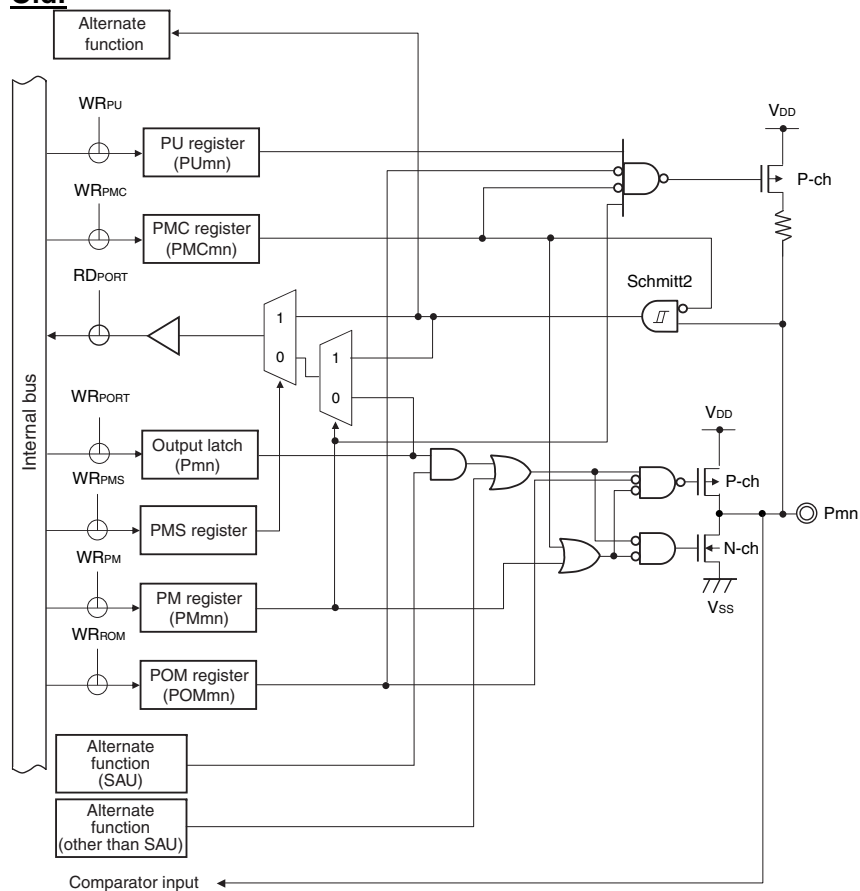 Alternate
function
WRPU
PU register
(PUmn)
VDD
P-ch
WRPMC
PMC register
(PMCmn)
RDPORT
Schmitt2
1
0
1
0
Internal bus
WRPORT
Output latch
(Pmn)
VDD
P-ch
WRPMS
PMS register
Pmn
N-ch
VSS
WRPM
PM register
(PMmn)
WRROM
POM register
(POMmn)
Alternate
function
(SAU)
Alternate
function
(other than SAU)
Comparator input